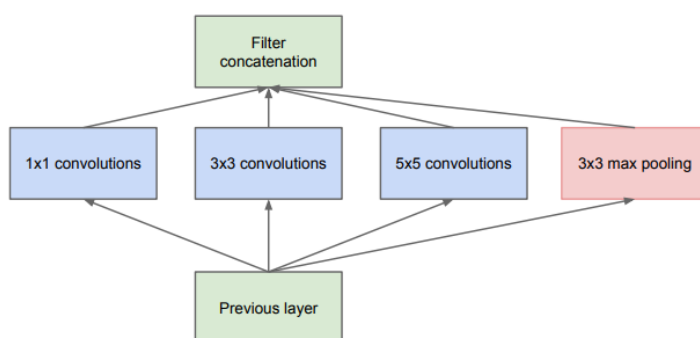 Filter
concatenation
1x1 convolutions
3x3 convolutions
5x5 convolutions
3x3 max pooling
Previous layer